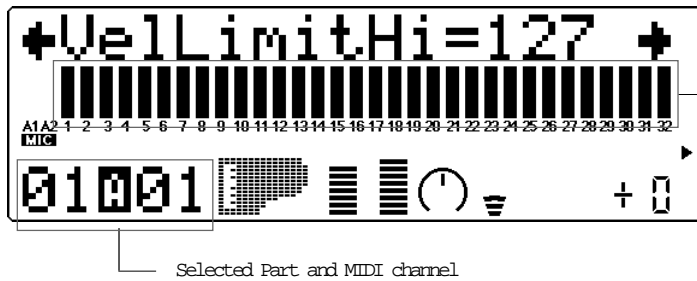 VelLimitHi=127
A1 A2 1 2 3 4 5 6 7 8 9 10 11 12 13 14 15 16 17 18 19 20 21 22 23 24 25 26 27 28 29 30 31 32
MIC
01A01 +0
Selected Part and MIDI channel